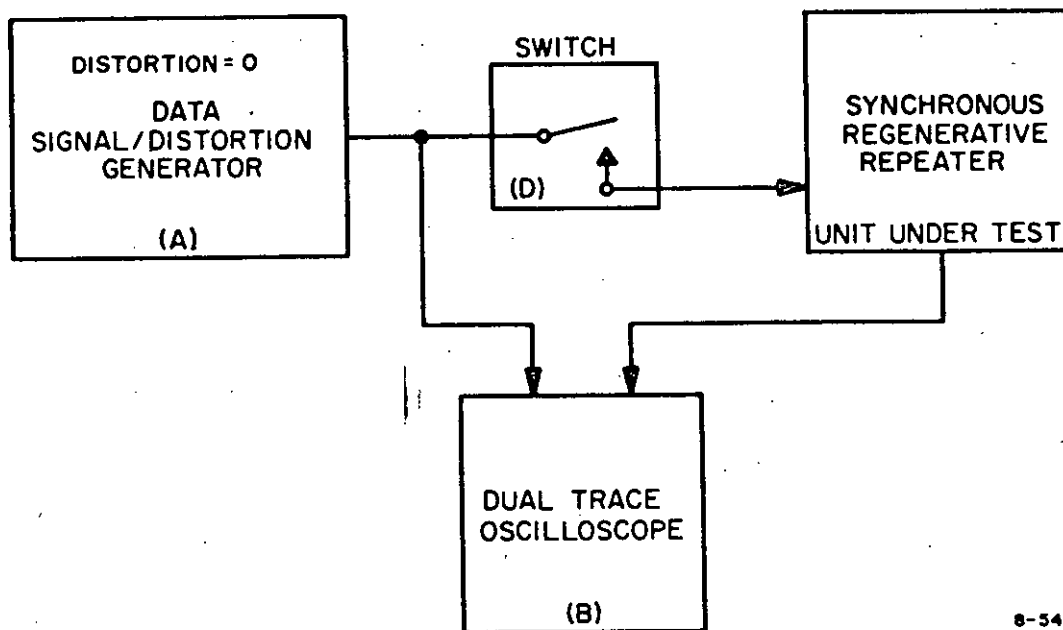 DISTORTION = 0
DATA
SIGNAL/DISTORTION
GENERATOR
(A)
SWITCH
(D)
SYNCHRONOUS
REGENERATIVE
REPEATER
UNIT UNDER TEST
DUAL TRACE
OSCILLOSCOPE
(B)
8-54